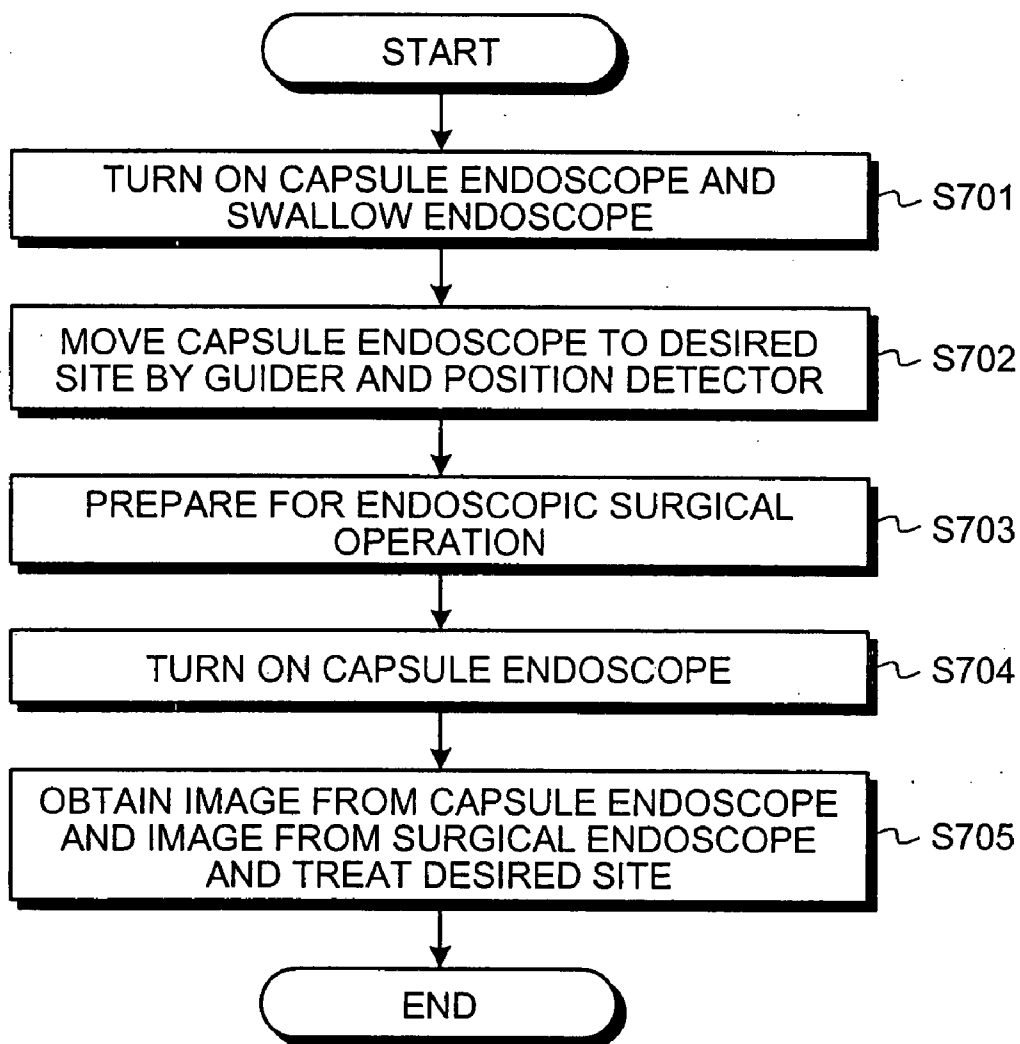 START
TURN ON CAPSULE ENDOSCOPE AND
SWALLOW ENDOSCOPE
S701
MOVE CAPSULE ENDOSCOPE TO DESIRED
SITE BY GUIDER AND POSITION DETECTOR
S702
PREPARE FOR ENDOSCOPIC SURGICAL
OPERATION
S703
TURN ON CAPSULE ENDOSCOPE
S704
OBTAIN IMAGE FROM CAPSULE ENDOSCOPE
AND IMAGE FROM SURGICAL ENDOSCOPE
AND TREAT DESIRED SITE
S705
END